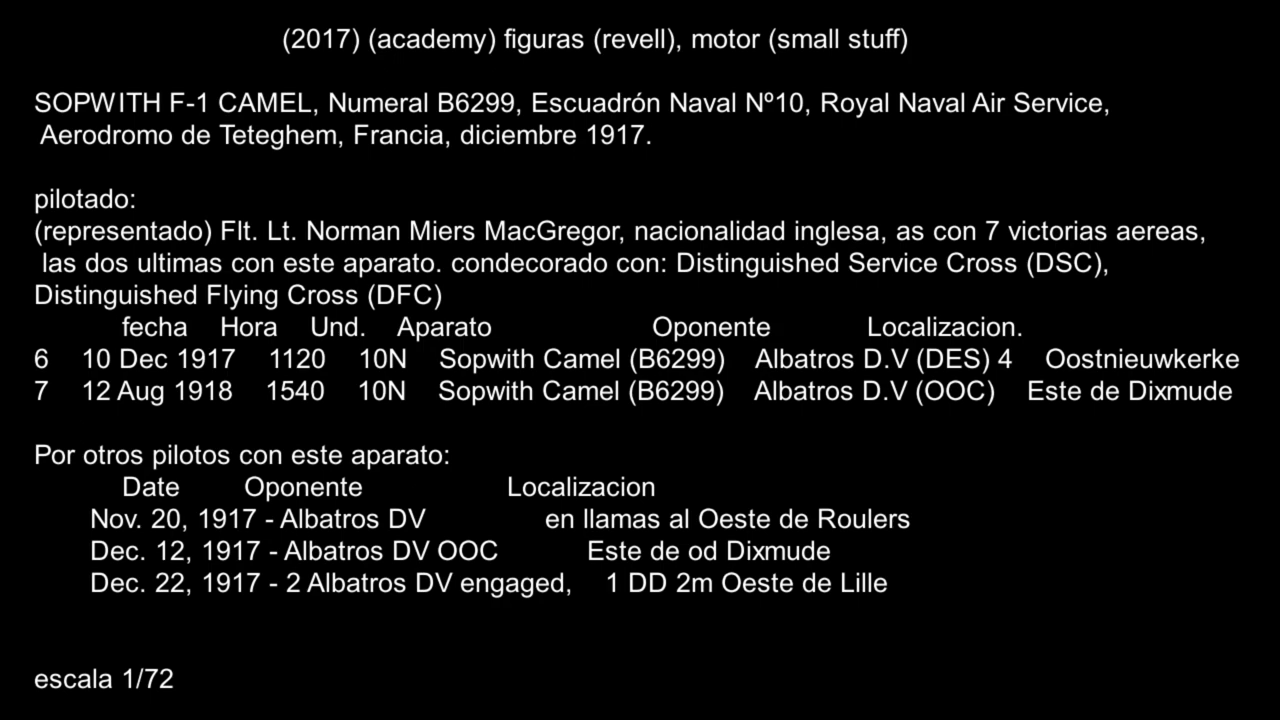 (2017) (academy) figuras (revell), motor (small stuff)
SOPWITH F-1 CAMEL, Numeral B6299, Escuadrón Naval Nº10, Royal Naval Air Service,
Aerodromo de Teteghem, Francia, diciembre 1917.
pilotado:
(representado) Flt. Lt. Norman Miers MacGregor, nacionalidad inglesa, as con 7 victorias aereas,
las dos ultimas con este aparato. condecorado con: Distinguished Service Cross (DSC),
Distinguished Flying Cross (DFC)
fecha Hora Und. Aparato Oponente Localizacion.
6 10 Dec 1917 1120 10N Sopwith Camel (B6299) Albatros D.V (DES) 4 Oostnieuwkerke
7 12 Aug 1918 1540 10N Sopwith Camel (B6299) Albatros D.V (OOC) Este de Dixmude
Por otros pilotos con este aparato:
Date Oponente Localizacion
Nov. 20, 1917 - Albatros DV en llamas al Oeste de Roulers
Dec. 12, 1917 - Albatros DV OOC Este de od Dixmude
Dec. 22, 1917 - 2 Albatros DV engaged, 1 DD 2m Oeste de Lille
escala 1/72